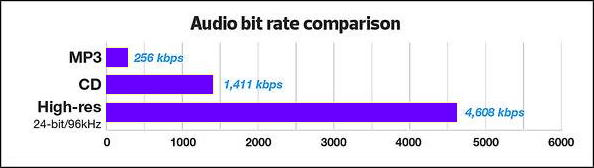 Audio bit rate comparison
MP3 256 kbps
CD 1,411 kbps
High-res 4,608 kbps
24-bit/96kHz
0 1000 2000 3000 4000 5000 6000